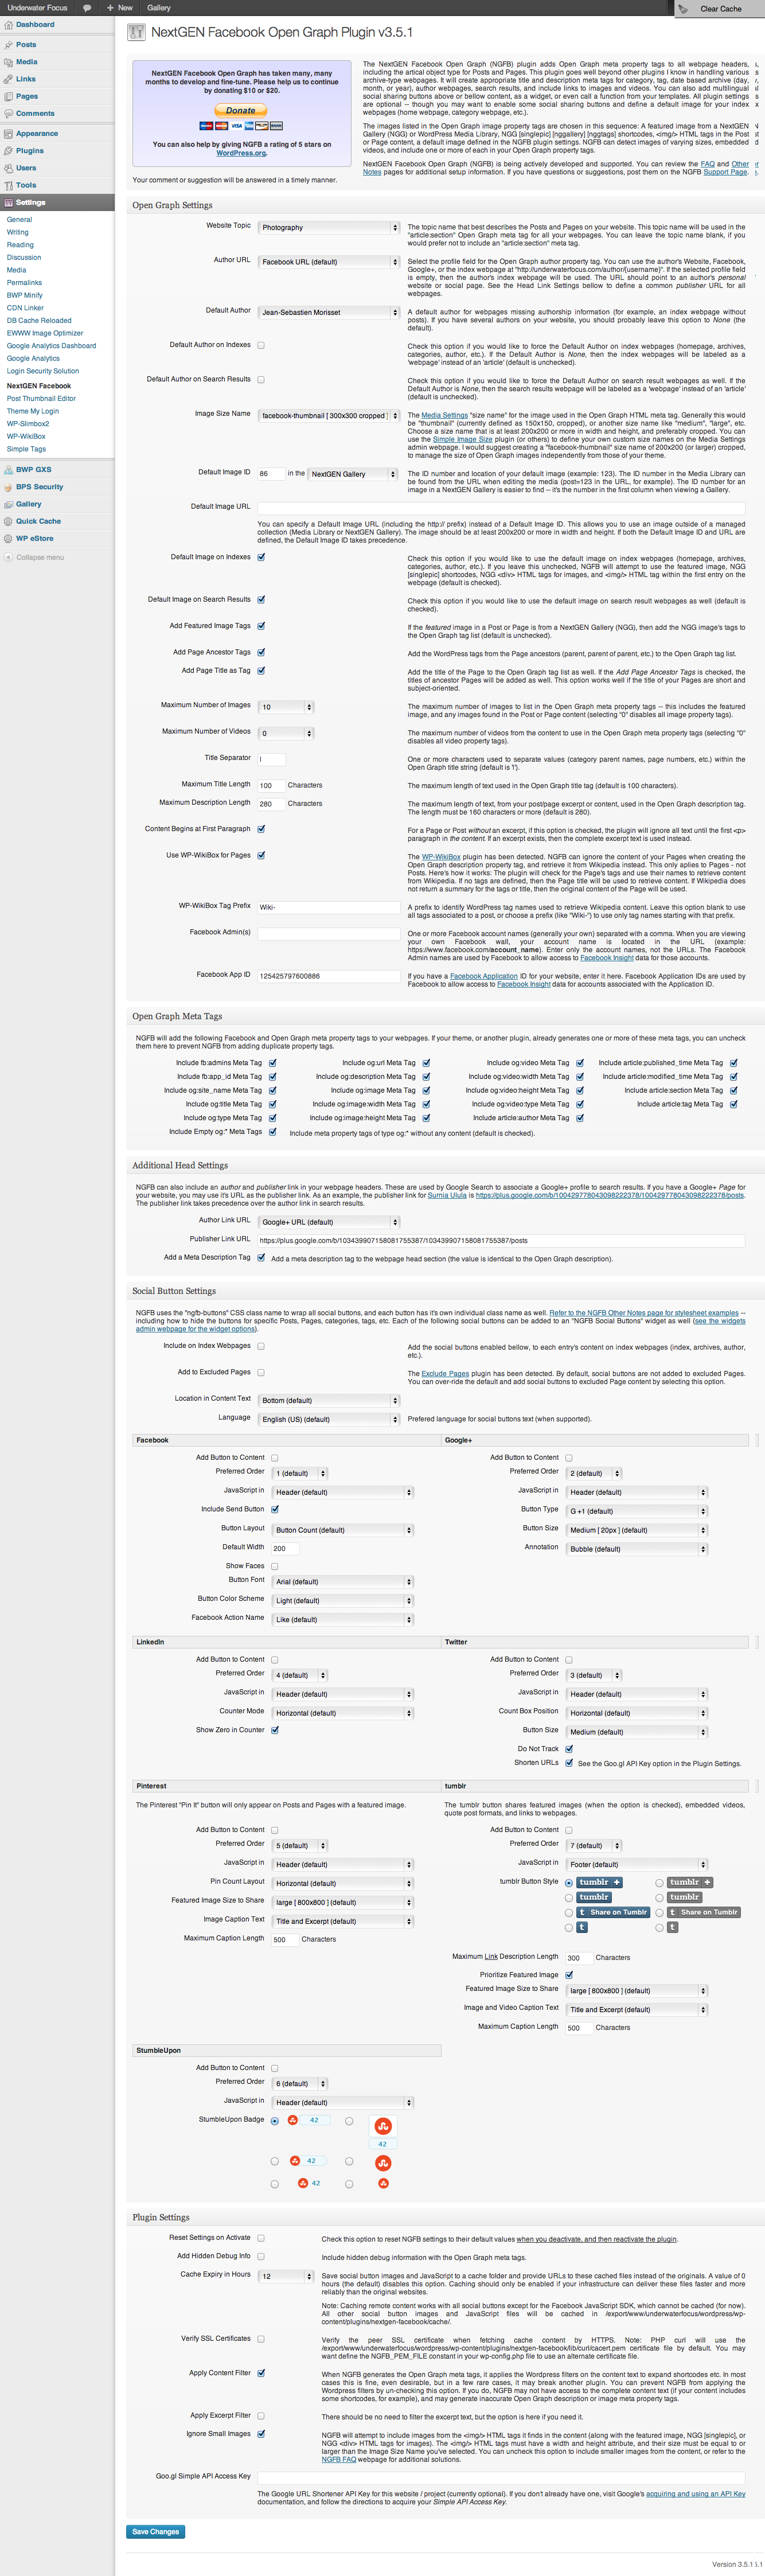 Underwater Focus
New
Gallery
Clear Cache
Dashboard
Posts
Media
Links
Pages
Comments
Appearance
Plugins
Users
Tools
Settings
General
Writing
Reading
Discussion
Media
Permalinks
BWP Minify
CDN Linker
DB Cache Reloaded
EWWW Image Optimizer
Google Analytics Dashboard
Google Analytics
Login Security Solution
NextGEN Facebook
Post Thumbnail Editor
Theme My Login
WP-Slimbox2
WP-WikiBox
Simple Tags
BWP GXS
BPS Security
Gallery
Quick Cache
WP eStore
Collapse menu
NextGEN Facebook Open Graph Plugin v3.5.1
NextGEN Facebook Open Graph has taken many, many
months to develop and fine-tune. Please help us to continue
by donating $10 or $20.
Donate
You can also help by giving NGFB a rating of 5 stars on
WordPress.org.
Your comment or suggestion will be answered in a timely manner.
The NextGEN Facebook Open Graph (NGFB) plugin adds Open Graph meta property tags to all webpage headers,
including the artical object type for Posts and Pages. This plugin goes well beyond other plugins I know in handling various
archive-type webpages. It will create appropriate title and description meta tags for category, tag, date based archive (day,
month, or year), author webpages, search results, and include links to images and videos. You can also add multilingual
social sharing buttons above or bellow content, as a widget, or even call a function from your templates. All plugin settings
are optional -- though you may want to enable some social sharing buttons and define a default image for your index
webpages (home webpage, category webpage, etc.).
The images listed in the Open Graph image property tags are chosen in this sequence: A featured image from a NextGEN
Gallery (NGG) or WordPress Media Library, NGG [singlepic] [nggallery] [nggtags] shortcodes, <img/> HTML tags in the Post
or Page content, a default image defined in the NGFB plugin settings. NGFB can detect images of varying sizes, embedded
videos, and include one or more of each in your Open Graph property tags.
NextGEN Facebook Open Graph (NGFB) is being actively developed and supported. You can review the FAQ and Other
Notes pages for additional setup information. If you have questions or suggestions, post them on the NGFB Support Page.
Open Graph Settings
Website Topic Photography
The topic name that best describes the Posts and Pages on your website. This topic name will be used in the
"article:section" Open Graph meta tag for all your webpages. You can leave the topic name blank, if you
would prefer not to include an "article:section" meta tag.
Author URL Facebook URL (default)
Select the profile field for the Open Graph author property tag. You can use the author's Website, Facebook,
Google+, or the index webpage at "http://underwaterfocus.com/author/{username}". If the selected profile field
is empty, then the author's index webpage will be used. The URL should point to an author's personal
website or social page. See the Head Link Settings bellow to define a common publisher URL for all
webpages.
Default Author Jean-Sebastien Morisset
A default author for webpages missing authorship information (for example, an index webpage without
posts). If you have several authors on your website, you should probably leave this option to None (the
default).
Default Author on Indexes
Check this option if you would like to force the Default Author on index webpages (homepage, archives,
categories, author, etc.). If the Default Author is None, then the index webpages will be labeled as a
'webpage' instead of an 'article' (default is unchecked).
Default Author on Search Results
Check this option if you would like to force the Default Author on search result webpages as well. If the
Default Author is None, then the search results webpage will be labeled as a 'webpage' instead of an 'article'
(default is unchecked).
Image Size Name facebook-thumbnail [ 300x300 cropped ]
The Media Settings "size name" for the image used in the Open Graph HTML meta tag. Generally this would
be "thumbnail" (currently defined as 150x150, cropped), or another size name like "medium", "large", etc.
Choose a size name that is at least 200x200 or more in width and height, and preferably cropped. You can
use the Simple Image Size plugin (or others) to define your own custom size names on the Media Settings
admin webpage. I would suggest creating a "facebook-thumbnail" size name of 200x200 (or larger) cropped,
to manage the size of Open Graph images independently from those of your theme.
Default Image ID 86 in the NextGEN Gallery
The ID number and location of your default image (example: 123). The ID number in the Media Library can
be found from the URL when editing the media (post=123 in the URL, for example). The ID number for an
image in a NextGEN Gallery is easier to find -- it's the number in the first column when viewing a Gallery.
Default Image URL
You can specify a Default Image URL (including the http:// prefix) instead of a Default Image ID. This allows you to use an image outside of a managed
collection (Media Library or NextGEN Gallery). The image should be at least 200x200 or more in width and height. If both the Default Image ID and URL are
defined, the Default Image ID takes precedence.
Default Image on Indexes
Check this option if you would like to use the default image on index webpages (homepage, archives,
categories, author, etc.). If you leave this unchecked, NGFB will attempt to use the featured image, NGG
[singlepic] shortcodes, NGG <div> HTML tags for images, and <img/> HTML tag within the first entry on the
webpage (default is checked).
Default Image on Search Results
Check this option if you would like to use the default image on search result webpages as well (default is
checked).
Add Featured Image Tags
If the featured image in a Post or Page is from a NextGEN Gallery (NGG), then add the NGG image's tags to
the Open Graph tag list (default is unchecked).
Add Page Ancestor Tags
Add the WordPress tags from the Page ancestors (parent, parent of parent, etc.) to the Open Graph tag list.
Add Page Title as Tag
Add the title of the Page to the Open Graph tag list as well. If the Add Page Ancestor Tags is checked, the
titles of ancestor Pages will be added as well. This option works well if the title of your Pages are short and
subject-oriented.
Maximum Number of Images 10
The maximum number of images to list in the Open Graph meta property tags -- this includes the featured
image, and any images found in the Post or Page content (selecting "0" disables all image property tags).
Maximum Number of Videos 0
The maximum number of videos from the content to use in the Open Graph meta property tags (selecting "0"
disables all video property tags).
Title Separator |
One or more characters used to separate values (category parent names, page numbers, etc.) within the
Open Graph title string (default is '|').
Maximum Title Length 100 Characters
The maximum length of text used in the Open Graph title tag (default is 100 characters).
Maximum Description Length 280 Characters
The maximum length of text, from your post/page excerpt or content, used in the Open Graph description tag.
The length must be 160 characters or more (default is 280).
Content Begins at First Paragraph
For a Page or Post without an excerpt, if this option is checked, the plugin will ignore all text until the first <p>
paragraph in the content. If an excerpt exists, then the complete excerpt text is used instead.
Use WP-WikiBox for Pages
The WP-WikiBox plugin has been detected. NGFB can ignore the content of your Pages when creating the
Open Graph description property tag, and retrieve it from Wikipedia instead. This only aplies to Pages - not
Posts. Here's how it works: The plugin will check for the Page's tags and use their names to retrieve content
from Wikipedia. If no tags are defined, then the Page title will be used to retrieve content. If Wikipedia does
not return a summary for the tags or title, then the original content of the Page will be used.
WP-WikiBox Tag Prefix Wiki-
A prefix to identify WordPress tag names used to retrieve Wikipedia content. Leave this option blank to use
all tags associated to a post, or choose a prefix (like "Wiki-") to use only tag names starting with that prefix.
Facebook Admin(s)
One or more Facebook account names (generally your own) separated with a comma. When you are viewing
your own Facebook wall, your account name is located in the URL (example:
https://www.facebook.com/account_name). Enter only the account names, not the URLs. The Facebook
Admin names are used by Facebook to allow access to Facebook Insight data for those accounts.
Facebook App ID 125425797600886
If you have a Facebook Application ID for your website, enter it here. Facebook Application IDs are used by
Facebook to allow access to Facebook Insight data for accounts associated with the Application ID.
Open Graph Meta Tags
NGFB will add the following Facebook and Open Graph meta property tags to your webpages. If your theme, or another plugin, already generates one or more of these meta tags, you can uncheck
them here to prevent NGFB from adding duplicate property tags.
Include fb:admins Meta Tag Include og:url Meta Tag Include og:video Meta Tag Include article:published_time Meta Tag
Include fb:app_id Meta Tag Include og:description Meta Tag Include og:video:width Meta Tag Include article:modified_time Meta Tag
Include og:site_name Meta Tag Include og:image Meta Tag Include og:video:height Meta Tag Include article:section Meta Tag
Include og:title Meta Tag Include og:image:width Meta Tag Include og:video:type Meta Tag Include article:tag Meta Tag
Include og:type Meta Tag Include og:image:height Meta Tag Include article:author Meta Tag
Include Empty og:* Meta Tags Include meta property tags of type og:* without any content (default is checked).
Additional Head Settings
NGFB can also include an author and publisher link in your webpage headers. These are used by Google Search to associate a Google+ profile to search results. If you have a Google+ Page for
your website, you may use it's URL as the publisher link. As an example, the publisher link for Surnia Ulula is https://plus.google.com/b/100429778043098222378/100429778043098222378/posts.
The publisher link takes precedence over the author link in search results.
Author Link URL Google+ URL (default)
Publisher Link URL https://plus.google.com/b/103439907158081755387/103439907158081755387/posts
Add a Meta Description Tag Add a meta description tag to the webpage head section (the value is identical to the Open Graph description).
Social Button Settings
NGFB uses the "ngfb-buttons" CSS class name to wrap all social buttons, and each button has it's own individual class name as well. Refer to the NGFB Other Notes page for stylesheet examples --
including how to hide the buttons for specific Posts, Pages, categories, tags, etc. Each of the following social buttons can be added to an "NGFB Social Buttons" widget as well (see the widgets
admin webpage for the widget options).
Include on Index Webpages
Add the social buttons enabled bellow, to each entry's content on index webpages (index, archives, author,
etc.).
Add to Excluded Pages
The Exclude Pages plugin has been detected. By default, social buttons are not added to excluded Pages.
You can over-ride the default and add social buttons to excluded Page content by selecting this option.
Location in Content Text Bottom (default)
Language English (US) (default) Prefered language for social buttons text (when supported).
Facebook
Add Button to Content
Preferred Order 1 (default)
JavaScript in Header (default)
Include Send Button
Button Layout Button Count (default)
Default Width 200
Show Faces
Button Font Arial (default)
Button Color Scheme Light (default)
Facebook Action Name Like (default)
Google+
Add Button to Content
Preferred Order 2 (default)
JavaScript in Header (default)
Button Type G +1 (default)
Button Size Medium [ 20px ] (default)
Annotation Bubble (default)
LinkedIn
Add Button to Content
Preferred Order 4 (default)
JavaScript in Header (default)
Counter Mode Horizontal (default)
Show Zero in Counter
Twitter
Add Button to Content
Preferred Order 3 (default)
JavaScript in Header (default)
Count Box Position Horizontal (default)
Button Size Medium (default)
Do Not Track
Shorten URLs See the Goo.gl API Key option in the Plugin Settings.
Pinterest
The Pinterest "Pin It" button will only appear on Posts and Pages with a featured image.
Add Button to Content
Preferred Order 5 (default)
JavaScript in Header (default)
Pin Count Layout Horizontal (default)
Featured Image Size to Share large [ 800x800 ] (default)
Image Caption Text Title and Excerpt (default)
Maximum Caption Length 500 Characters
tumblr
The tumblr button shares featured images (when the option is checked), embedded videos,
quote post formats, and links to webpages.
Add Button to Content
Preferred Order 7 (default)
JavaScript in Footer (default)
tumblr Button Style tumblr + tumblr +
tumblr tumblr
t Share on Tumblr t Share on Tumblr
t t
Maximum Link Description Length 300 Characters
Prioritize Featured Image
Featured Image Size to Share large [ 800x800 ] (default)
Image and Video Caption Text Title and Excerpt (default)
Maximum Caption Length 500 Characters
StumbleUpon
Add Button to Content
Preferred Order 6 (default)
JavaScript in Header (default)
StumbleUpon Badge 42
42
42
42
Plugin Settings
Reset Settings on Activate Check this option to reset NGFB settings to their default values when you deactivate, and then reactivate the plugin.
Add Hidden Debug Info Include hidden debug information with the Open Graph meta tags.
Cache Expiry in Hours 12
Save social button images and JavaScript to a cache folder and provide URLs to these cached files instead of the originals. A value of 0
hours (the default) disables this option. Caching should only be enabled if your infrastructure can deliver these files faster and more
reliably than the original websites.
Note: Caching remote content works with all social buttons except for the Facebook JavaScript SDK, which cannot be cached (for now).
All other social button images and JavaScript files will be cached in /export/www/underwaterfocus/wordpress/wp-
content/plugins/nextgen-facebook/cache/.
Verify SSL Certificates
Verify the peer SSL certificate when fetching cache content by HTTPS. Note: PHP curl will use the
/export/www/underwaterfocus/wordpress/wp-content/plugins/nextgen-facebook/lib/curl/cacert.pem certificate file by default. You may
want define the NGFB_PEM_FILE constant in your wp-config.php file to use an alternate certificate file.
Apply Content Filter
When NGFB generates the Open Graph meta tags, it applies the Wordpress filters on the content text to expand shortcodes etc. In most
cases this is fine, even desirable, but in a few rare cases, it may break another plugin. You can prevent NGFB from applying the
Wordpress filters by un-checking this option. If you do, NGFB may not have access to the complete content text (if your content includes
some shortcodes, for example), and may generate inaccurate Open Graph description or image meta property tags.
Apply Excerpt Filter There should be no need to filter the excerpt text, but the option is here if you need it.
Ignore Small Images
NGFB will attempt to include images from the <img/> HTML tags it finds in the content (along with the featured image, NGG [singlepic], or
NGG <div> HTML tags for images). The <img/> HTML tags must have a width and height attribute, and their size must be equal to or
larger than the Image Size Name you've selected. You can uncheck this option to include smaller images from the content, or refer to the
NGFB FAQ webpage for additional solutions.
Goo.gl Simple API Access Key
The Google URL Shortener API Key for this website / project (currently optional). If you don't already have one, visit Google's acquiring and using an API Key
documentation, and follow the directions to acquire your Simple API Access Key.
Save Changes
Version 3.5.1